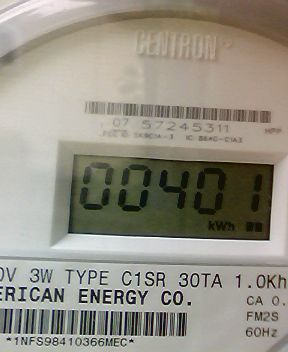 CENTRON
07 57245311
HPP
00401
kWh
0V 3W TYPE C1SR 30TA 1.0Kh
ERICAN ENERGY CO.
CA 0.
FM2S
60Hz
*1NFS98410366MEC*